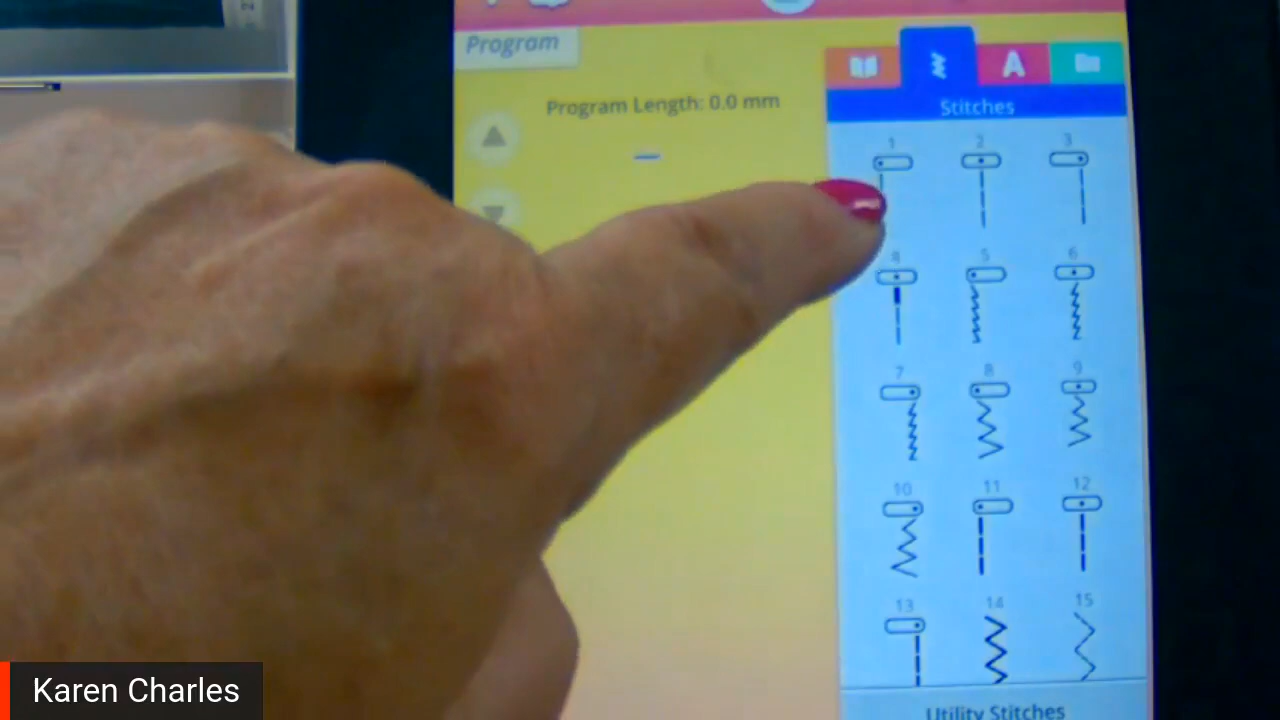 Program
Program Length: 0.0 mm
A
Stitches
1 2 3
4 5 6
7 8 9
10 11 12
13 14 15
Utility Stitches
Karen Charles